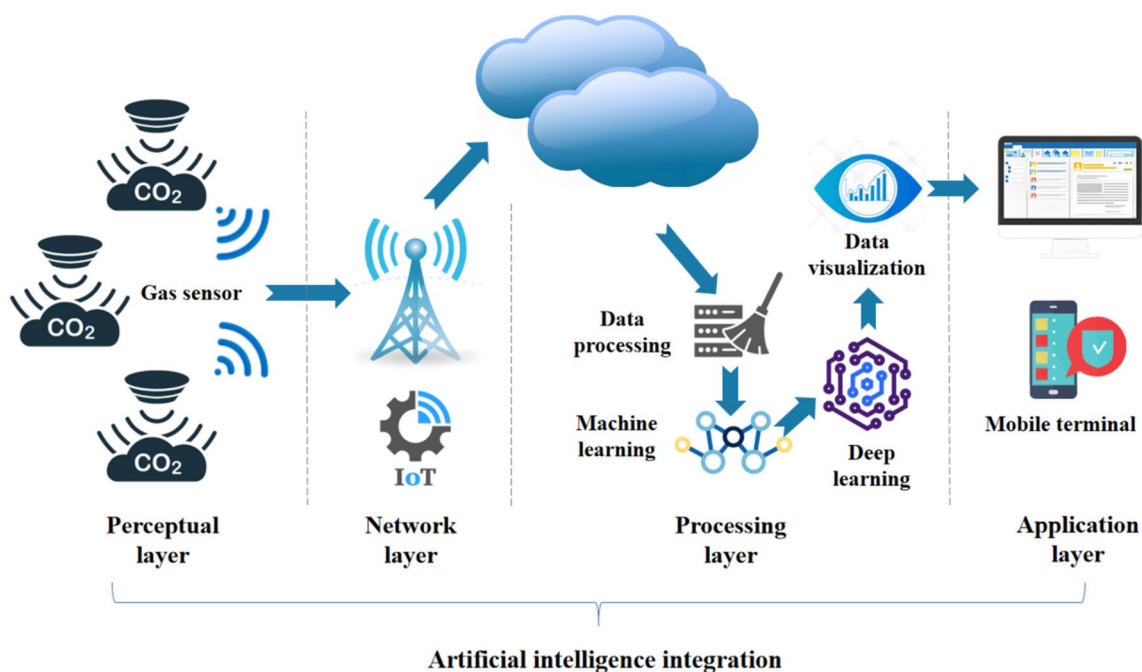 CO2
CO2
Gas sensor
CO2
IoT
Data
visualization
Data
processing
Machine
learning
Deep
learning
Mobile terminal
Perceptual
layer
Network
layer
Processing
layer
Application
layer
Artificial intelligence integration